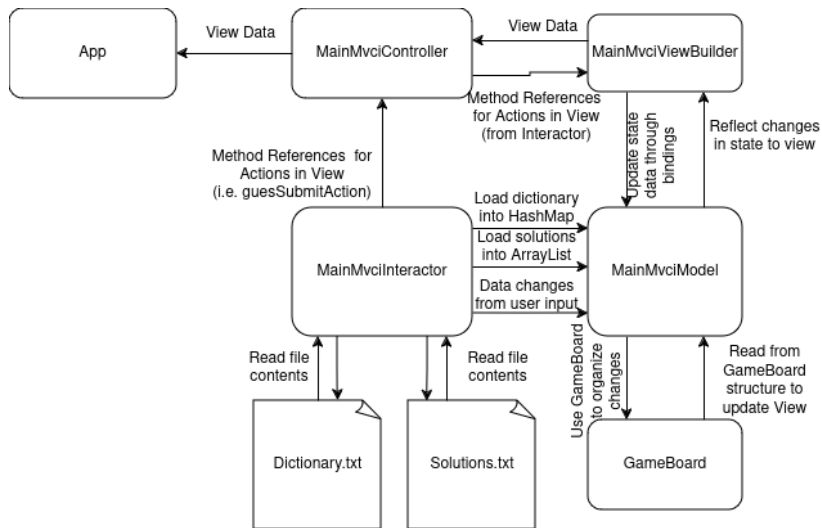 App
View Data
MainMvciController
View Data
MainMvciViewBuilder
Method References
for Actions in View
(from Interactor)
Update state
data through
bindings
Reflect changes
in state to view
Method References for
Actions in View
(i.e. guesSubmitAction)
MainMvciInteractor
Load dictionary
into HashMap
Load solutions
into ArrayList
Data changes
from user input
MainMvciModel
Read file
contents
Read file
contents
Use GameBoard
to organize
changes
Read from
GameBoard
structure to
update View
Dictionary.txt
Solutions.txt
GameBoard